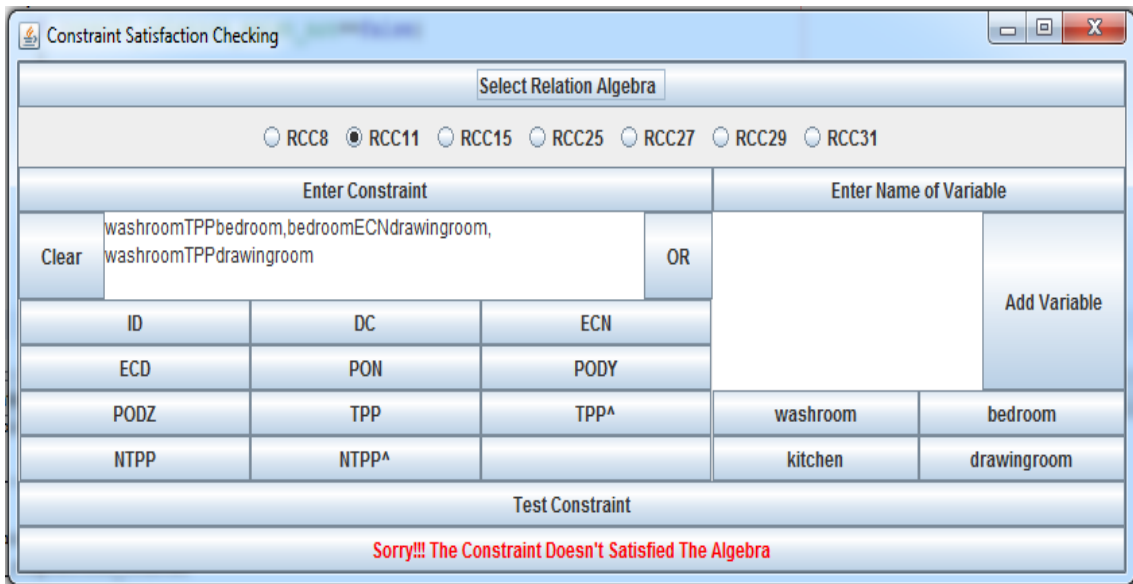 Constraint Satisfaction Checking
Select Relation Algebra
RCC8 RCC11 RCC15 RCC25 RCC27 RCC29 RCC31
Enter Constraint Enter Name of Variable
Clear
washroomTPPbedroom,bedroomECNdrawingroom,
washroomTPPdrawingroom
OR
Add Variable
ID DC ECN
ECD PON PODY
PODZ TPP TPP^ washroom bedroom
NTPP NTPP^ kitchen drawingroom
Test Constraint
Sorry!!! The Constraint Doesn't Satisfied The Algebra